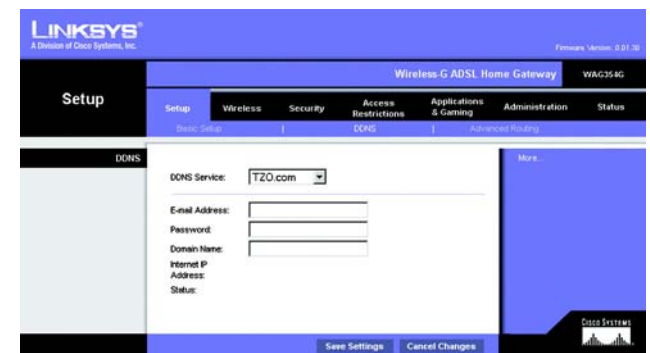 LINKSYS®
A Division of Cisco Systems, Inc.
Firmware Version: 0.01.30
Wireless-G ADSL Home Gateway WAG354G
Setup
Setup Wireless Security Access Restrictions Applications & Gaming Administration Status
Basic Setup | DDNS | Advanced Routing
DDNS
More...
DDNS Service: TZO.com
E-mail Address:
Password:
Domain Name:
Internet IP Address:
Status:
CISCO SYSTEMS
Save Settings Cancel Changes